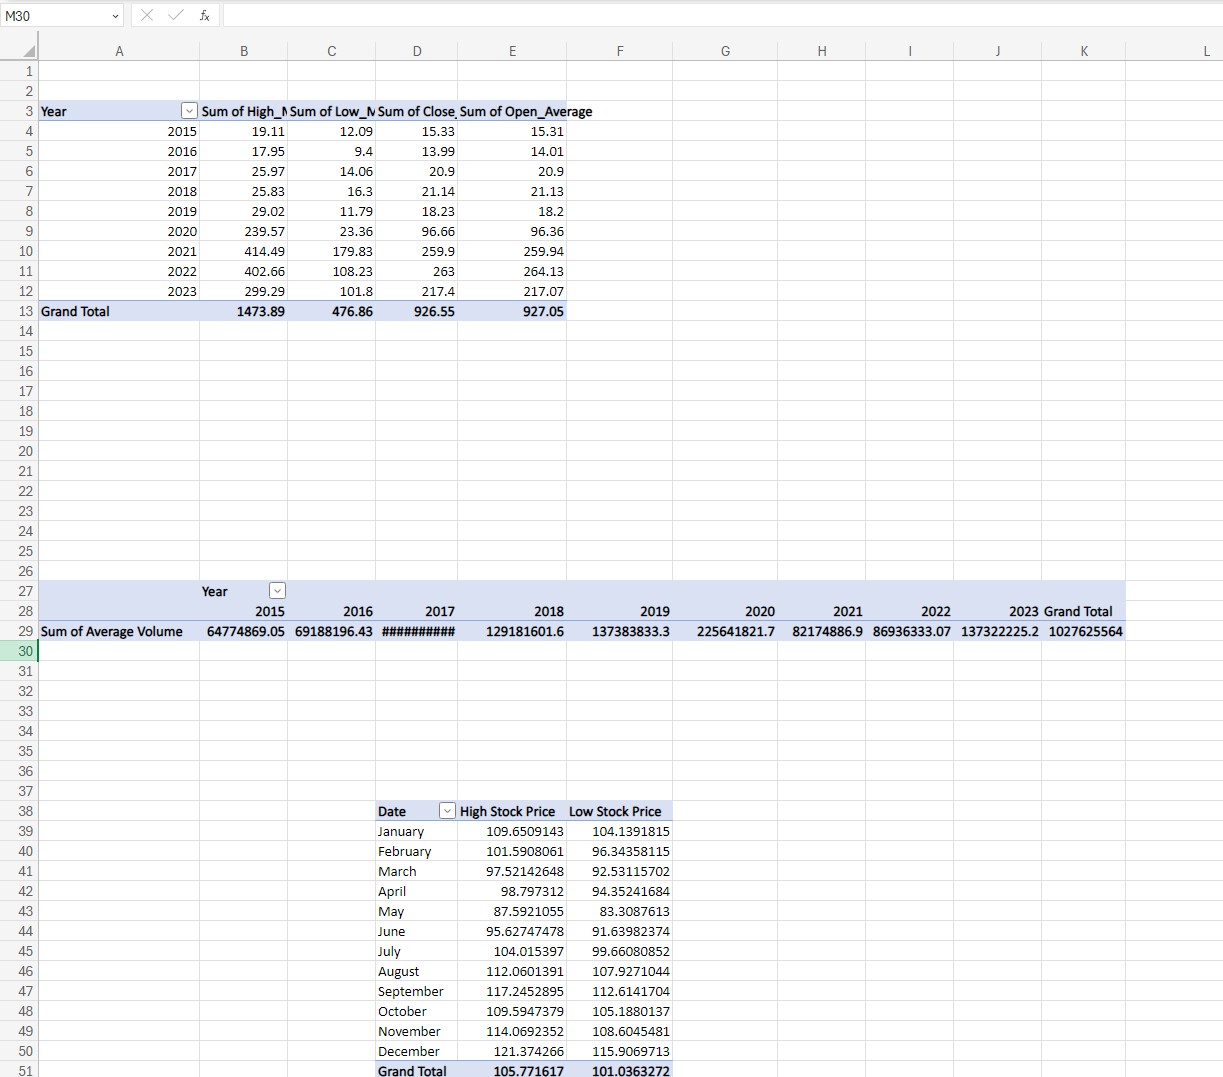 M30 fx
A B C D E F G H I J K L
1
2
3 Year Sum of High_M Sum of Low_M Sum of Close_ Sum of Open_Average
4 2015 19.11 12.09 15.33 15.31
5 2016 17.95 9.4 13.99 14.01
6 2017 25.97 14.06 20.9 20.9
7 2018 25.83 16.3 21.14 21.13
8 2019 29.02 11.79 18.23 18.2
9 2020 239.57 23.36 96.66 96.36
10 2021 414.49 179.83 259.9 259.94
11 2022 402.66 108.23 263 264.13
12 2023 299.29 101.8 217.4 217.07
13 Grand Total 1473.89 476.86 926.55 927.05
14
15
16
17
18
19
20
21
22
23
24
25
26
27 Year
28 2015 2016 2017 2018 2019 2020 2021 2022 2023 Grand Total
29 Sum of Average Volume 64774869.05 69188196.43 ########## 129181601.6 137383833.3 225641821.7 82174886.9 86936333.07 137322225.2 1027625564
30
31
32
33
34
35
36
37
38 Date High Stock Price Low Stock Price
39 January 109.6509143 104.1391815
40 February 101.5908061 96.34358115
41 March 97.52142648 92.53115702
42 April 98.797312 94.35241684
43 May 87.5921055 83.3087613
44 June 95.62747478 91.63982374
45 July 104.015397 99.66080852
46 August 112.0601391 107.9271044
47 September 117.2452895 112.6141704
48 October 109.5947379 105.1880137
49 November 114.0692352 108.6045481
50 December 121.374266 115.9069713
51 Grand Total 105.771617 101.0363272